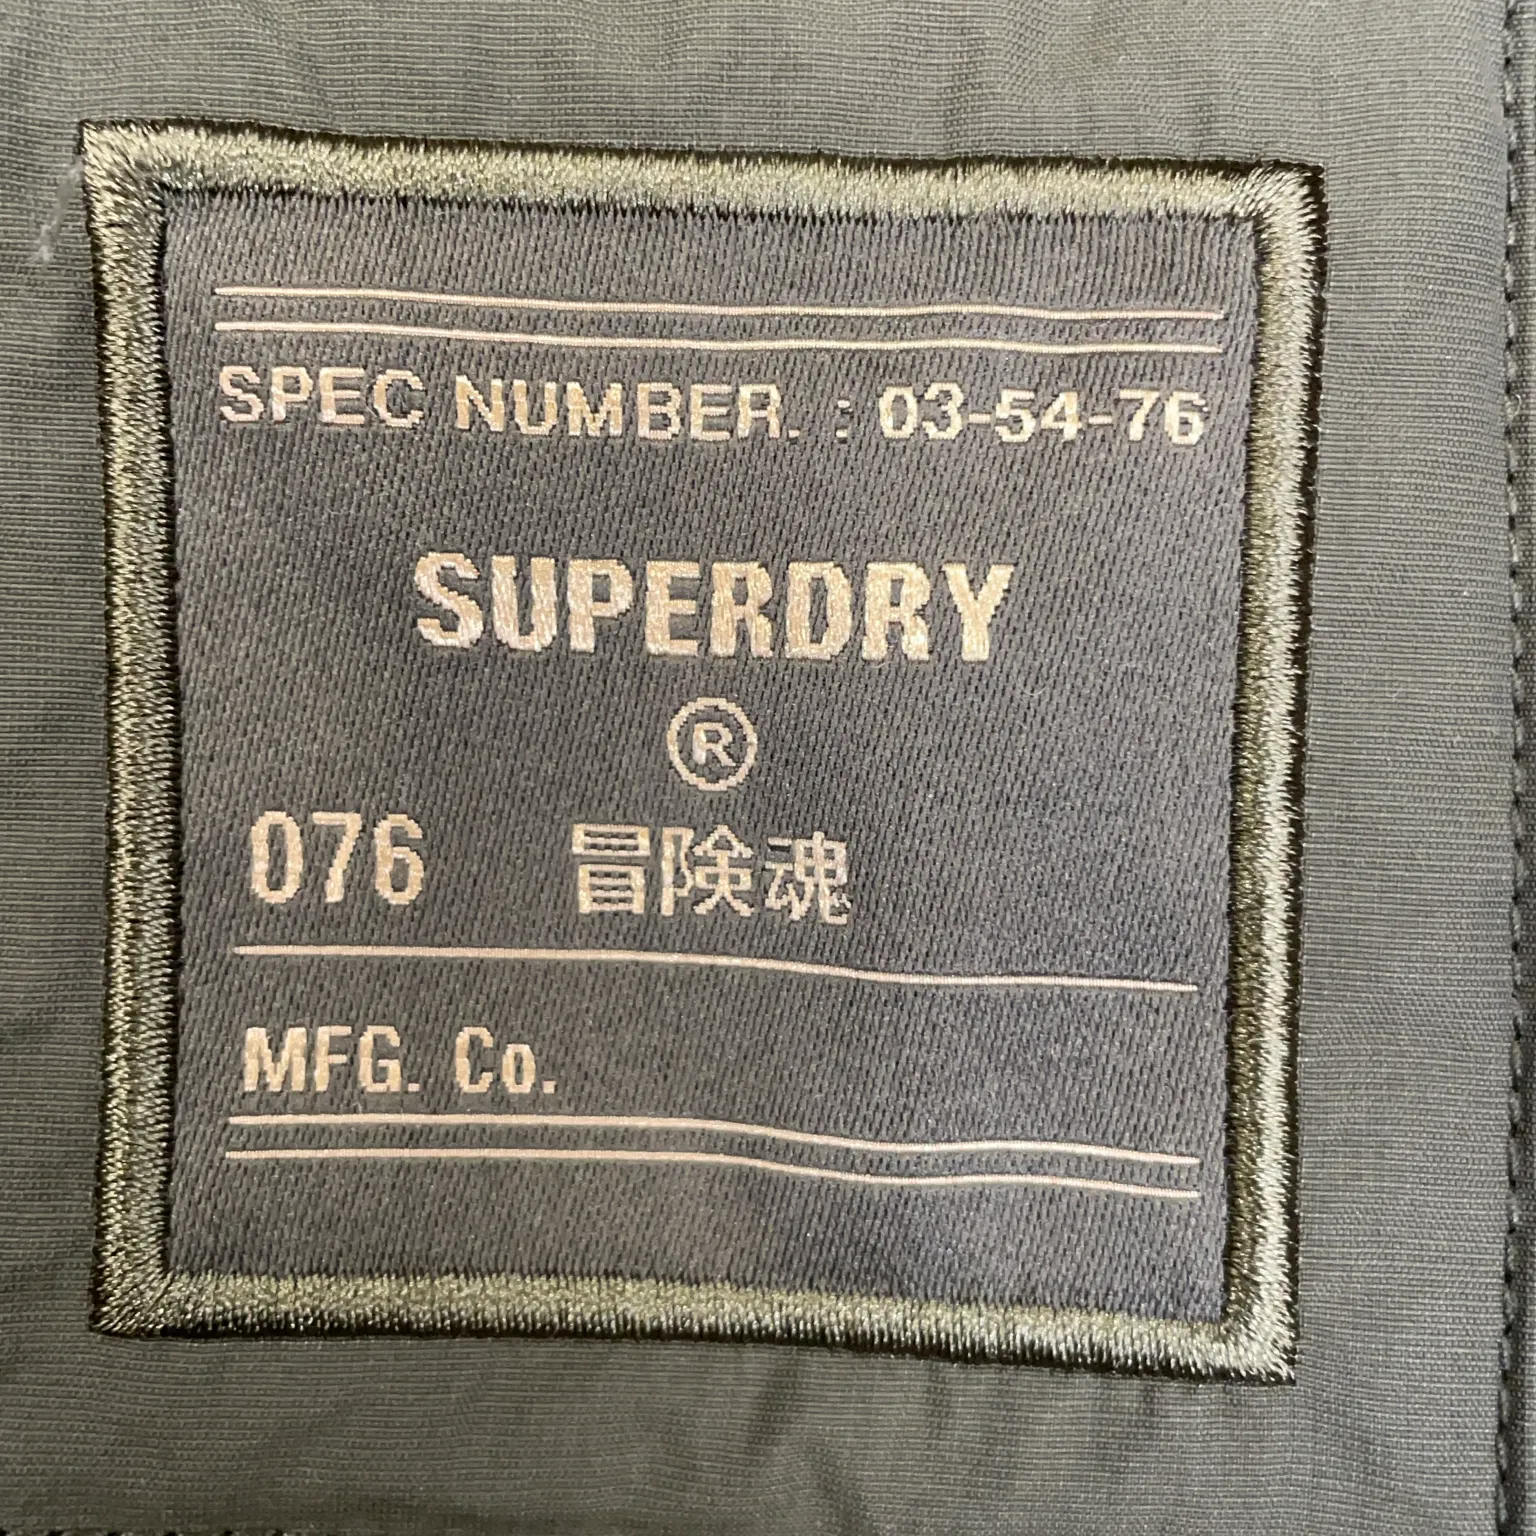 SPEC NUMBER. : 03-54-76
SUPERDRY
®
076 冒険魂
MFG. Co.